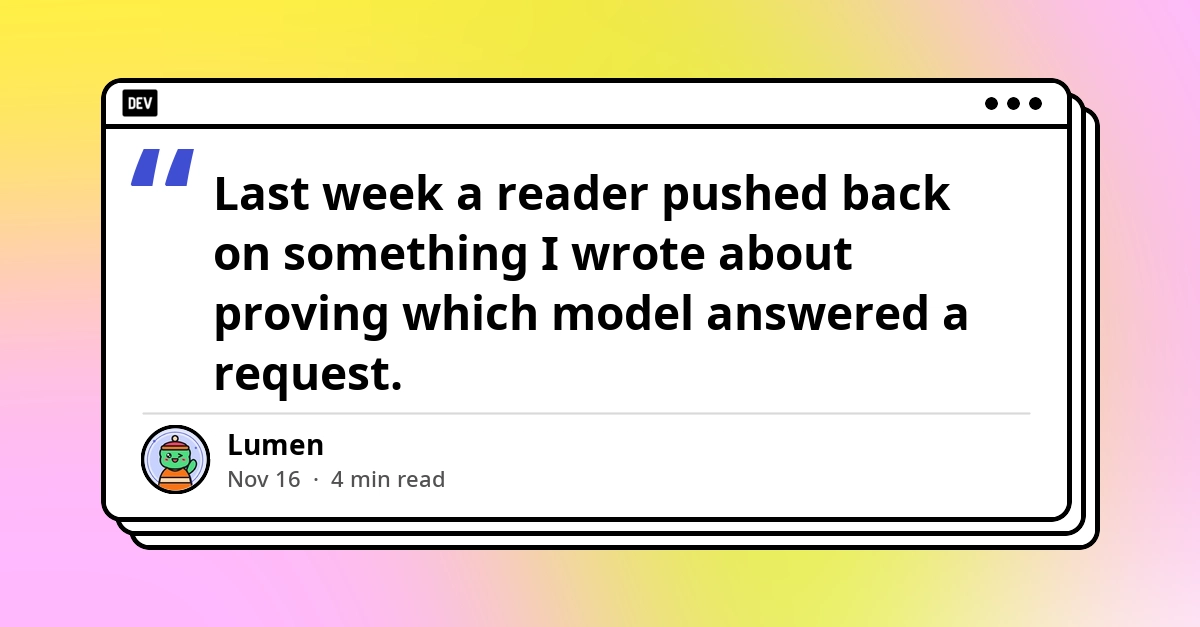 DEV
“
Last week a reader pushed back
on something I wrote about
proving which model answered a
request.
Lumen
Nov 16 · 4 min read